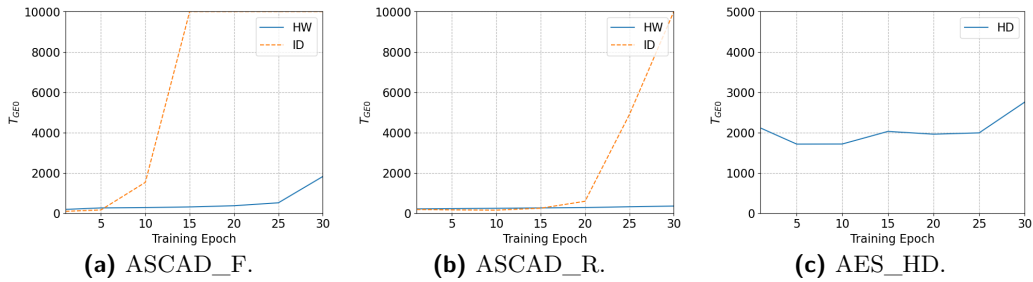 10000
8000
6000
4000
2000
0
T_GE0
5 10 15 20 25 30
Training Epoch
HW
ID
(a) ASCAD_F.
10000
8000
6000
4000
2000
0
T_GE0
5 10 15 20 25 30
Training Epoch
HW
ID
(b) ASCAD_R.
5000
4000
3000
2000
1000
0
T_GE0
5 10 15 20 25 30
Training Epoch
HD
(c) AES_HD.